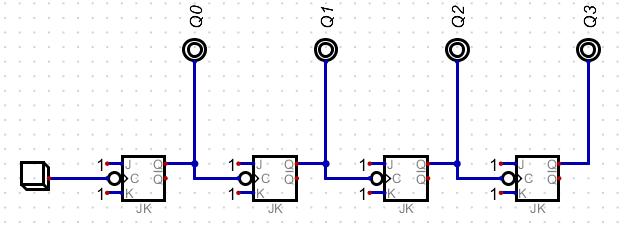 Q0 Q1 Q2 Q3
1 J Q 1 J Q 1 J Q 1 J Q
C Q C Q C Q C Q
1 K 1 K 1 K 1 K
JK JK JK JK